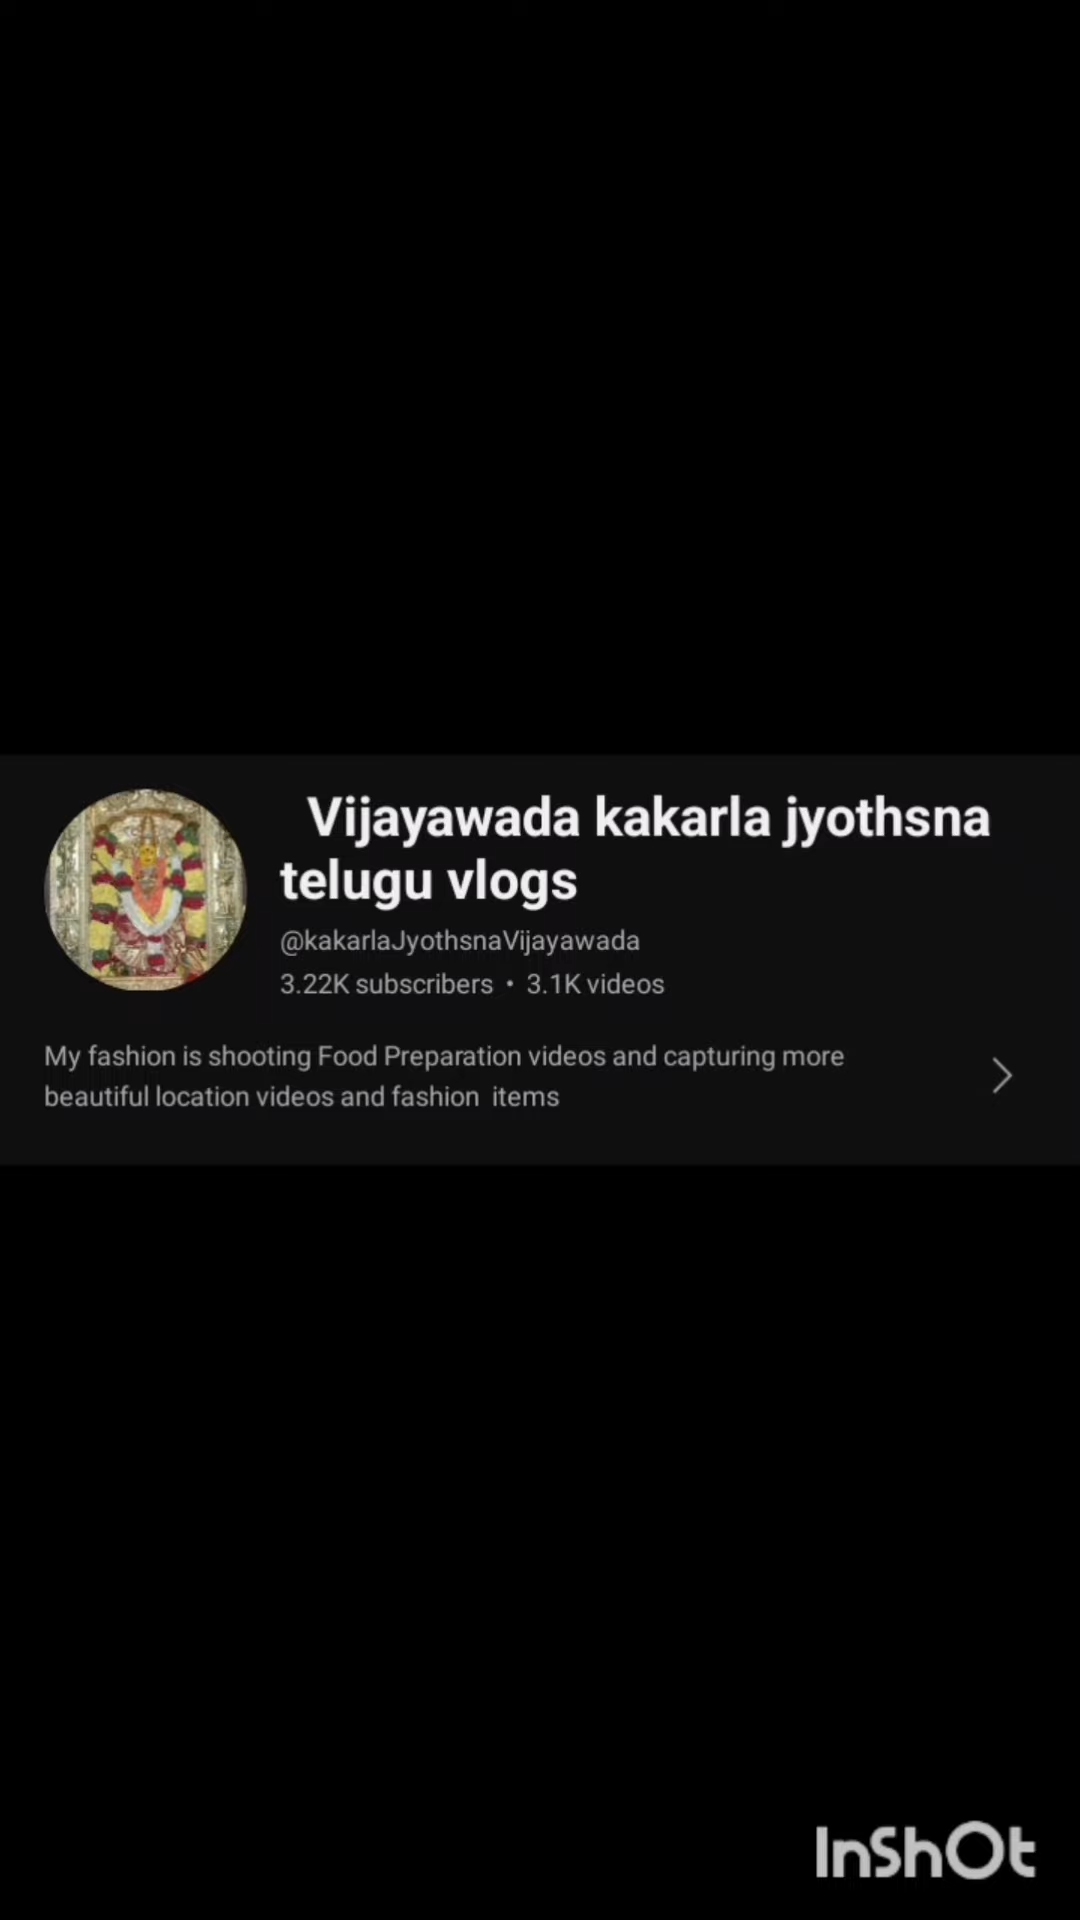 Vijayawada kakarla jyothsna
telugu vlogs
@kakarlaJyothsnaVijayawada
3.22K subscribers • 3.1K videos
My fashion is shooting Food Preparation videos and capturing more
beautiful location videos and fashion  items
InShOt